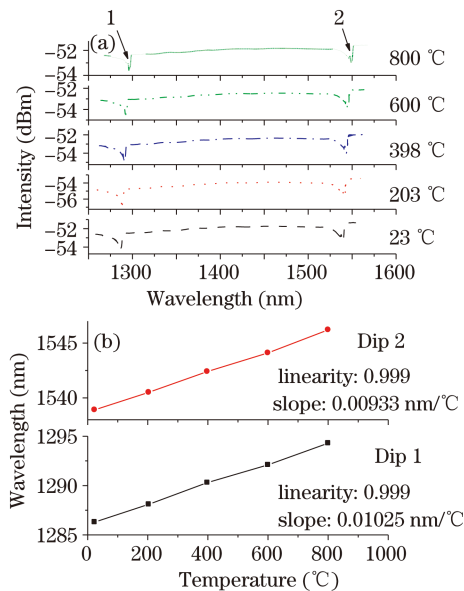 1 2
(a)
−52
−54
800 ℃
−52
−54
600 ℃
−52
−54
398 ℃
−54
−56
203 ℃
−52
−54
23 ℃
Intensity (dBm)
1300 1400 1500 1600
Wavelength (nm)
(b)
1545
1540
Dip 2
linearity: 0.999
slope: 0.00933 nm/℃
1295
1290
1285
Dip 1
linearity: 0.999
slope: 0.01025 nm/℃
Wavelength (nm)
0 200 400 600 800 1000
Temperature (℃)